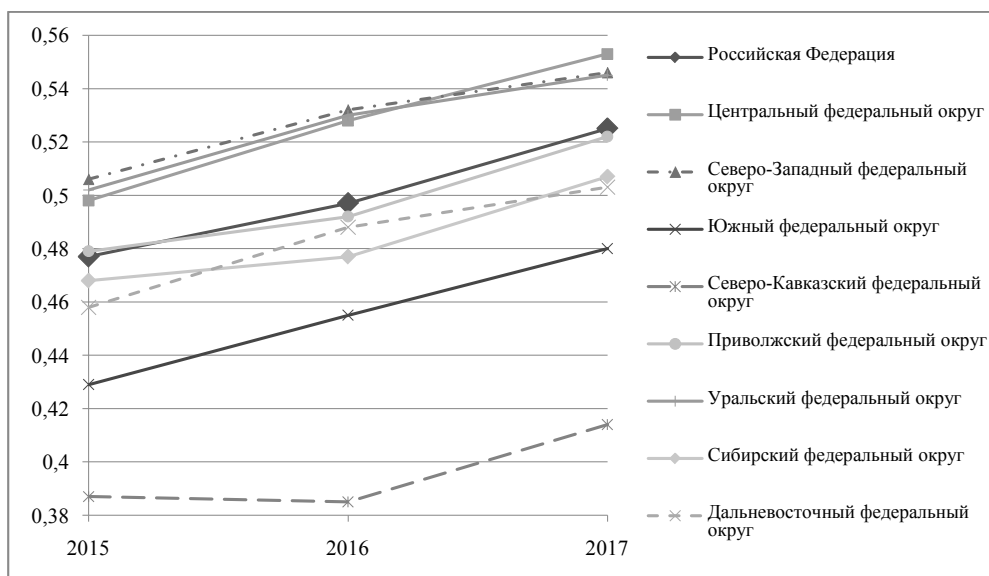 0,56
0,54
0,52
0,5
0,48
0,46
0,44
0,42
0,4
0,38
2015
2016
2017
Российская Федерация
Центральный федеральный округ
Северо-Западный федеральный
округ
Южный федеральный округ
Северо-Кавказский федеральный
округ
Приволжский федеральный округ
Уральский федеральный округ
Сибирский федеральный округ
Дальневосточный федеральный
округ